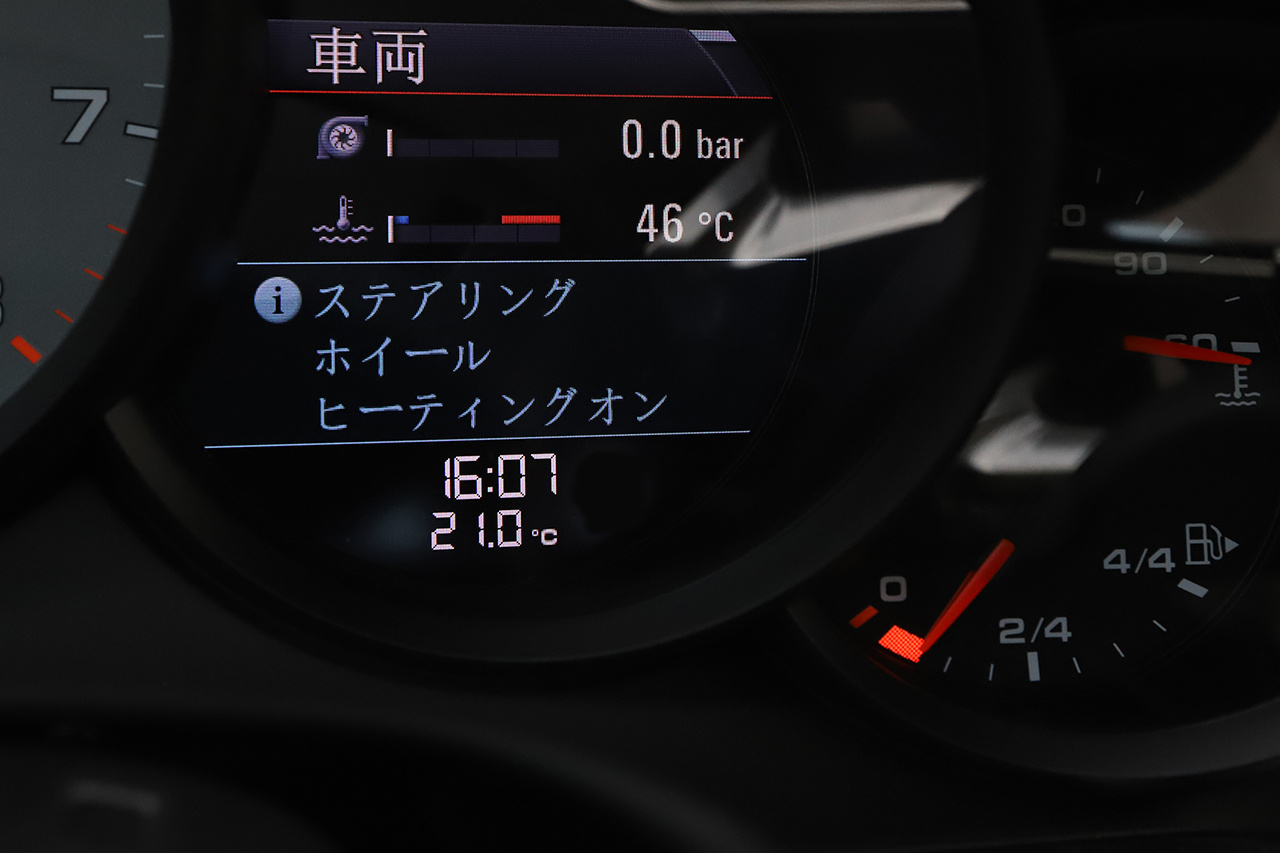 7
車両
0.0 bar
46 °C
i ステアリング
ホイール
ヒーティングオン
16:07
21.0 °C
0
90
60
0
2/4
4/4